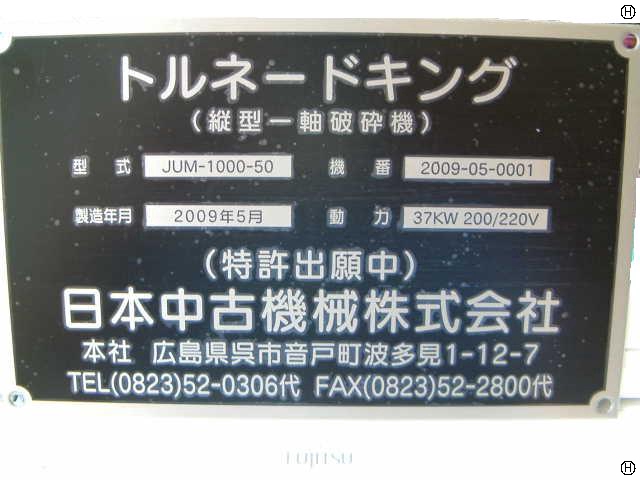 トルネードキング
(縦型一軸破砕機)
型式 JUM-1000-50 機番 2009-05-0001
製造年月 2009年5月 動力 37KW 200/220V
(特許出願中)
日本中古機械株式会社
本社 広島県呉市音戸町波多見1-12-7
TEL(0823)52-0306代 FAX(0823)52-2800代
FUJITSU
H
H